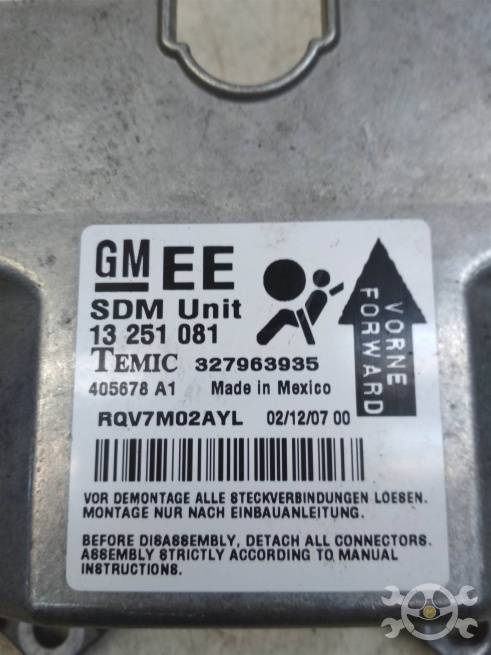 GM EE
SDM Unit
13 251 081
TEMIC 327963935
405678 A1 Made in Mexico
RQV7M02AYL 02/12/07 00
VORNE
FORWARD
VOR DEMONTAGE ALLE STECKVERBINDUNGEN LOESEN.
MONTAGE NUR NACH EINBAUANLEITUNG.
BEFORE DISASSEMBLY, DETACH ALL CONNECTORS.
ASSEMBLY STRICTLY ACCORDING TO MANUAL
INSTRUCTIONS.